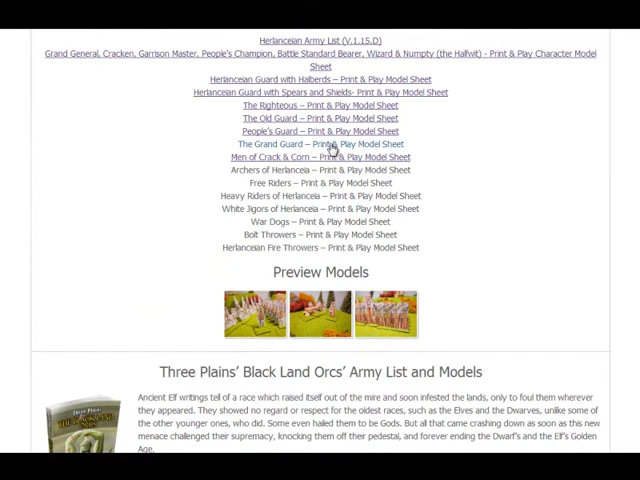 Herlanceian Army List (V.1.15.D)
Grand General, Cracken, Garrison Master, People's Champion, Battle Standard Bearer, Wizard & Numpty (the Halfwit) - Print & Play Character Model
Sheet
Herlanceian Guard with Halberds – Print & Play Model Sheet
Herlanceian Guard with Spears and Shields- Print & Play Model Sheet
The Righteous – Print & Play Model Sheet
The Old Guard – Print & Play Model Sheet
People's Guard – Print & Play Model Sheet
The Grand Guard – Print & Play Model Sheet
Men of Crack & Corn – Print & Play Model Sheet
Archers of Herlanceia – Print & Play Model Sheet
Free Riders – Print & Play Model Sheet
Heavy Riders of Herlanceia – Print & Play Model Sheet
White Jigors of Herlanceia – Print & Play Model Sheet
War Dogs – Print & Play Model Sheet
Bolt Throwers – Print & Play Model Sheet
Herlanceian Fire Throwers – Print & Play Model Sheet
Preview Models
Three Plains' Black Land Orcs' Army List and Models
Ancient Elf writings tell of a race which raised itself out of the mire and soon infested the lands, only to foul them wherever
they appeared. They showed no regard or respect for the oldest races, such as the Elves and the Dwarves, unlike some of
the other younger ones, who did. Some even hailed them to be Gods. But all that came crashing down as soon as this new
menace challenged their supremacy, knocking them off their pedestal, and forever ending the Dwarf's and the Elf's Golden
Age.
Three Plains
THE BLACK LAND
ORCS